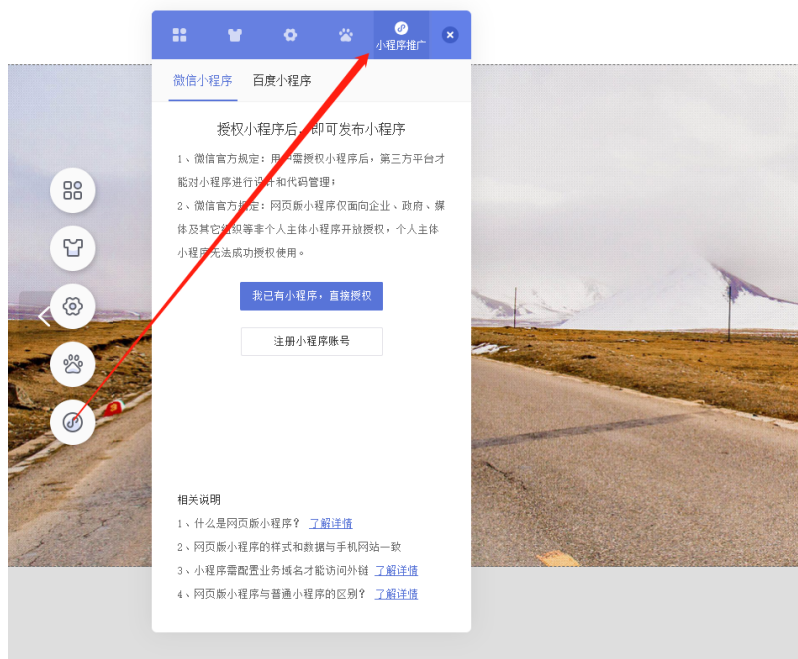 小程序推广
微信小程序 百度小程序
授权小程序后，即可发布小程序
1、微信官方规定：用户需授权小程序后，第三方平台才
能对小程序进行设计和代码管理；
2、微信官方规定：网页版小程序仅面向企业、政府、媒
体及其它组织等非个人主体小程序开放授权，个人主体
小程序无法成功授权使用。
我已有小程序，直接授权
注册小程序账号
相关说明
1、什么是网页版小程序？ 了解详情
2、网页版小程序的样式和数据与手机网站一致
3、小程序需配置业务域名才能访问外链 了解详情
4、网页版小程序与普通小程序的区别？ 了解详情